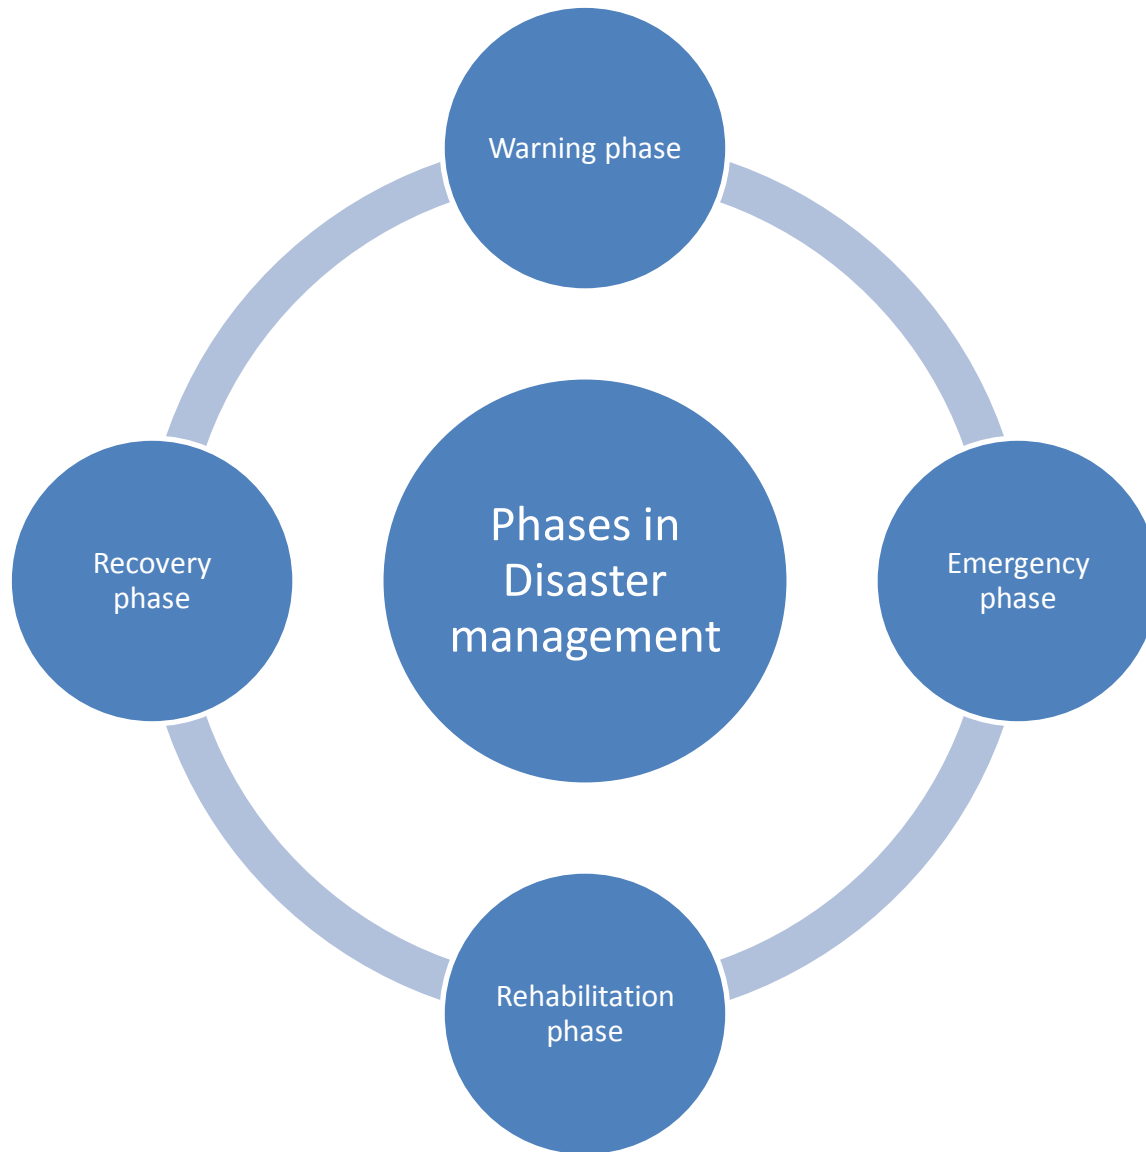 Warning phase
Phases in
Disaster
management
Recovery
phase
Emergency
phase
Rehabilitation
phase